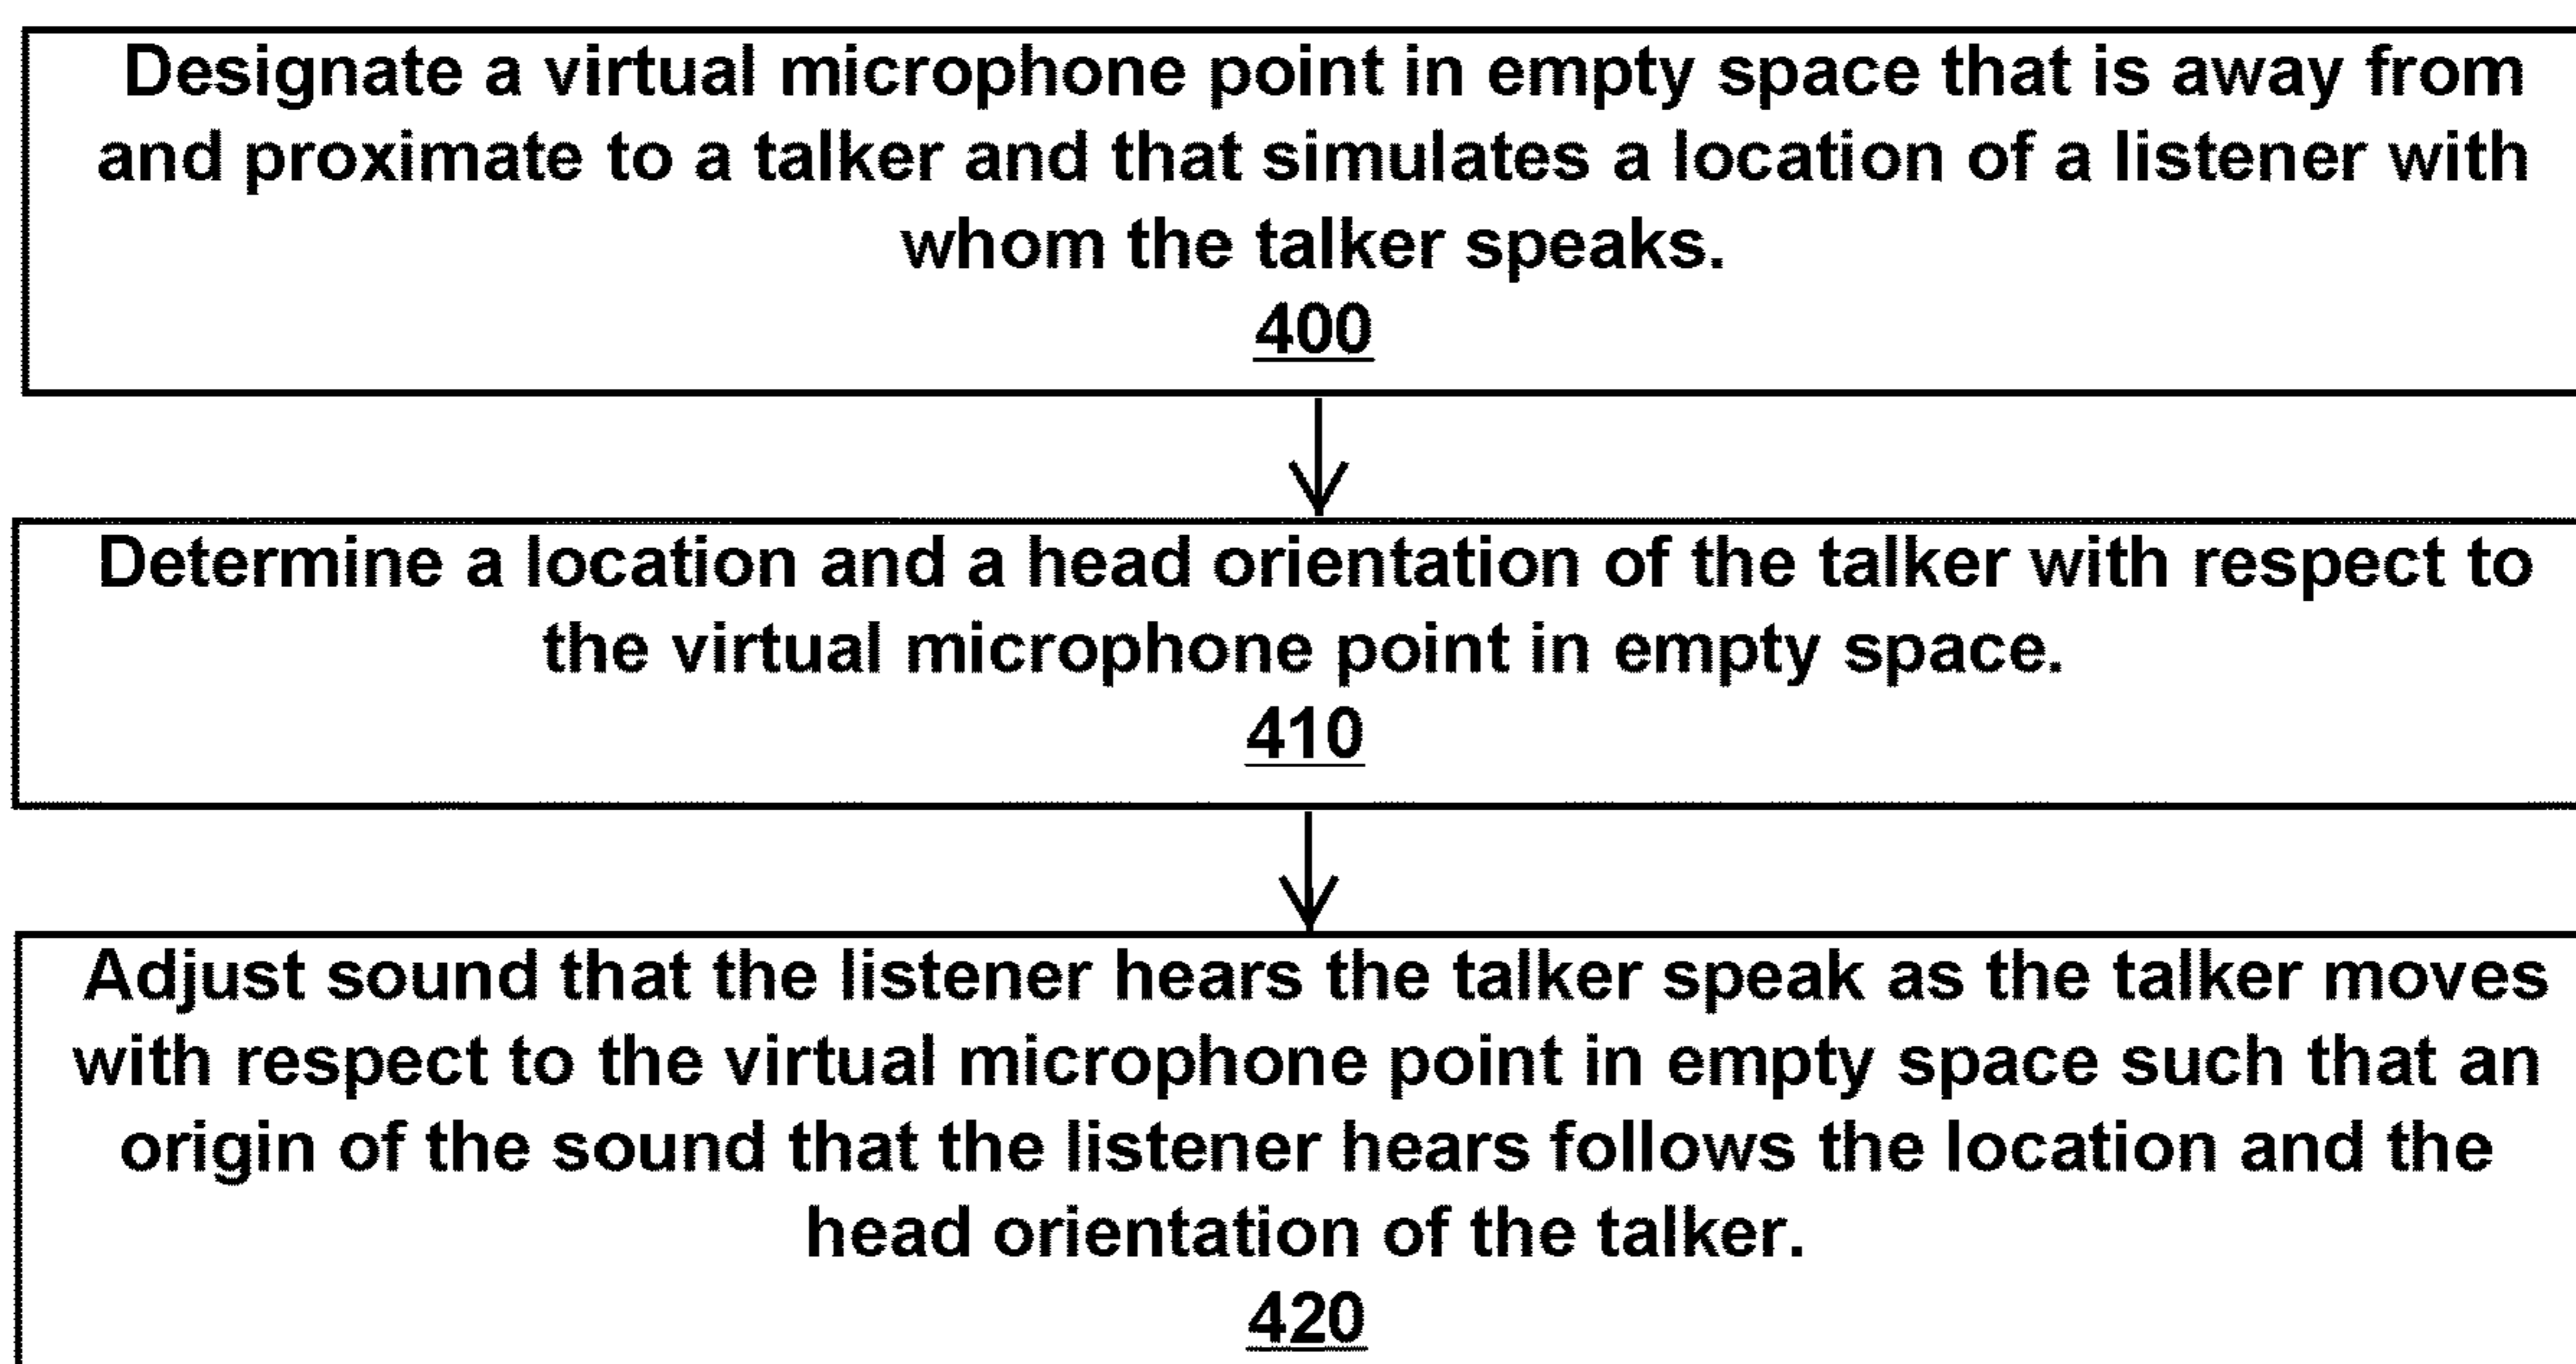 Designate a virtual microphone point in empty space that is away from
and proximate to a talker and that simulates a location of a listener with
whom the talker speaks.
400
Determine a location and a head orientation of the talker with respect to
the virtual microphone point in empty space.
410
Adjust sound that the listener hears the talker speak as the talker moves
with respect to the virtual microphone point in empty space such that an
origin of the sound that the listener hears follows the location and the
head orientation of the talker.
420